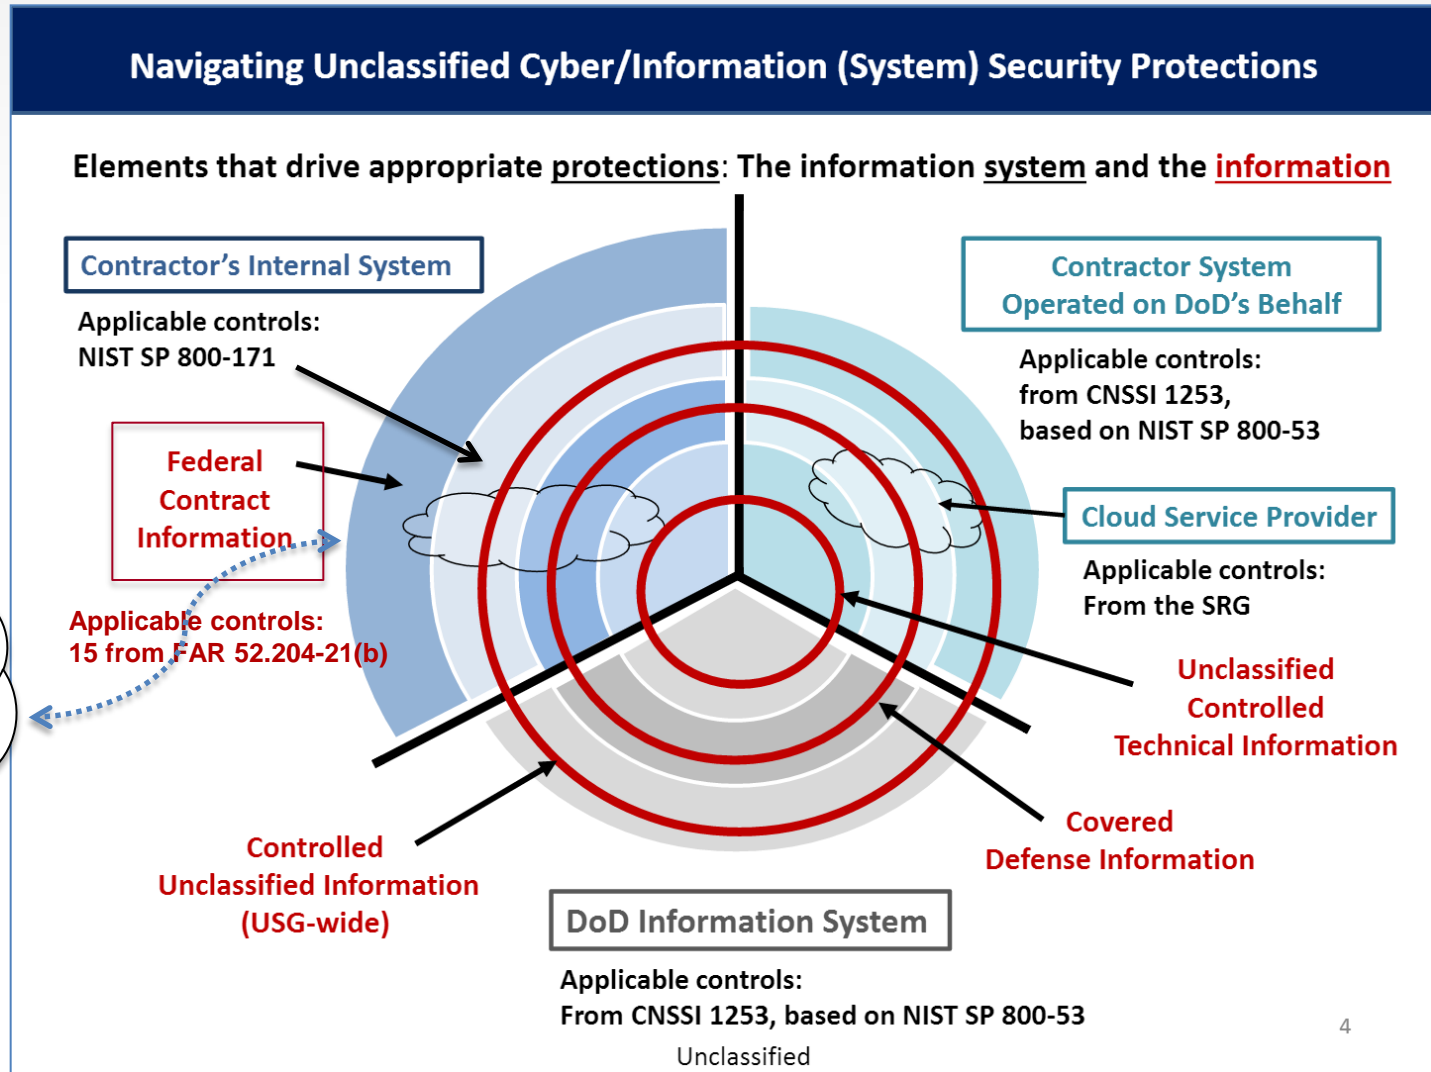 Navigating Unclassified Cyber/Information (System) Security Protections
Elements that drive appropriate protections: The information system and the information
Contractor's Internal System
Applicable controls:
NIST SP 800-171
Federal
Contract
Information
Applicable controls:
15 from FAR 52.204-21(b)
Contractor System
Operated on DoD's Behalf
Applicable controls:
from CNSSI 1253,
based on NIST SP 800-53
Cloud Service Provider
Applicable controls:
From the SRG
Unclassified
Controlled
Technical Information
Covered
Defense Information
Controlled
Unclassified Information
(USG-wide)
DoD Information System
Applicable controls:
From CNSSI 1253, based on NIST SP 800-53
4
Unclassified